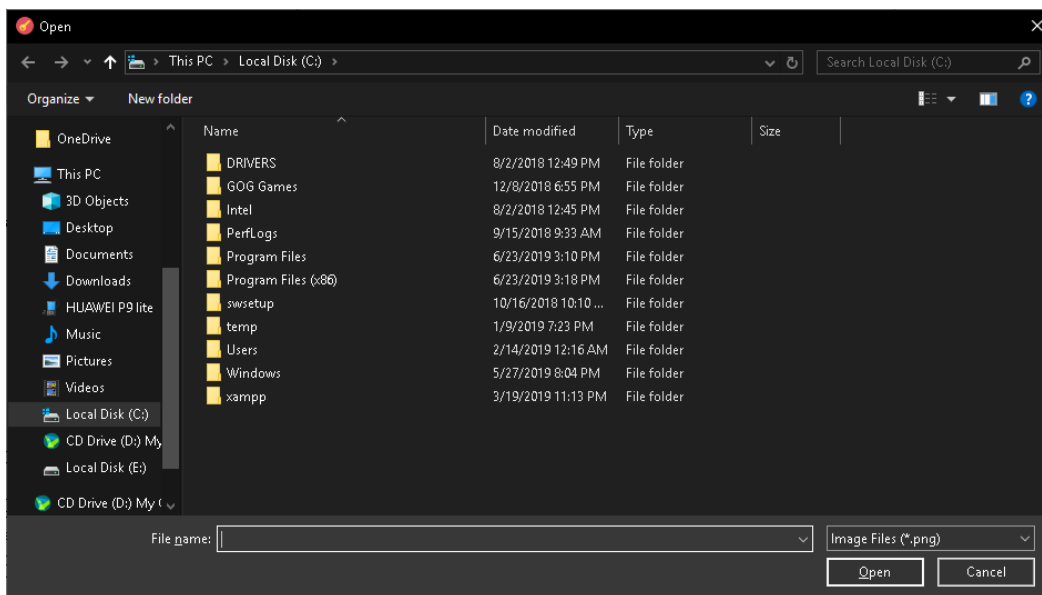 Open
This PC > Local Disk (C:) >
Search Local Disk (C:)
Organize
New folder
OneDrive
This PC
3D Objects
Desktop
Documents
Downloads
HUAWEI P9 lite
Music
Pictures
Videos
Local Disk (C:)
CD Drive (D:) My
Local Disk (E:)
CD Drive (D:) My
Name Date modified Type Size
DRIVERS 8/2/2018 12:49 PM File folder
GOG Games 12/8/2018 6:55 PM File folder
Intel 8/2/2018 12:45 PM File folder
PerfLogs 9/15/2018 9:33 AM File folder
Program Files 6/23/2019 3:10 PM File folder
Program Files (x86) 6/23/2019 3:18 PM File folder
swsetup 10/16/2018 10:10 ... File folder
temp 1/9/2019 7:23 PM File folder
Users 2/14/2019 12:16 AM File folder
Windows 5/27/2019 8:04 PM File folder
xampp 3/19/2019 11:13 PM File folder
File name:
Image Files (*.png)
Open Cancel